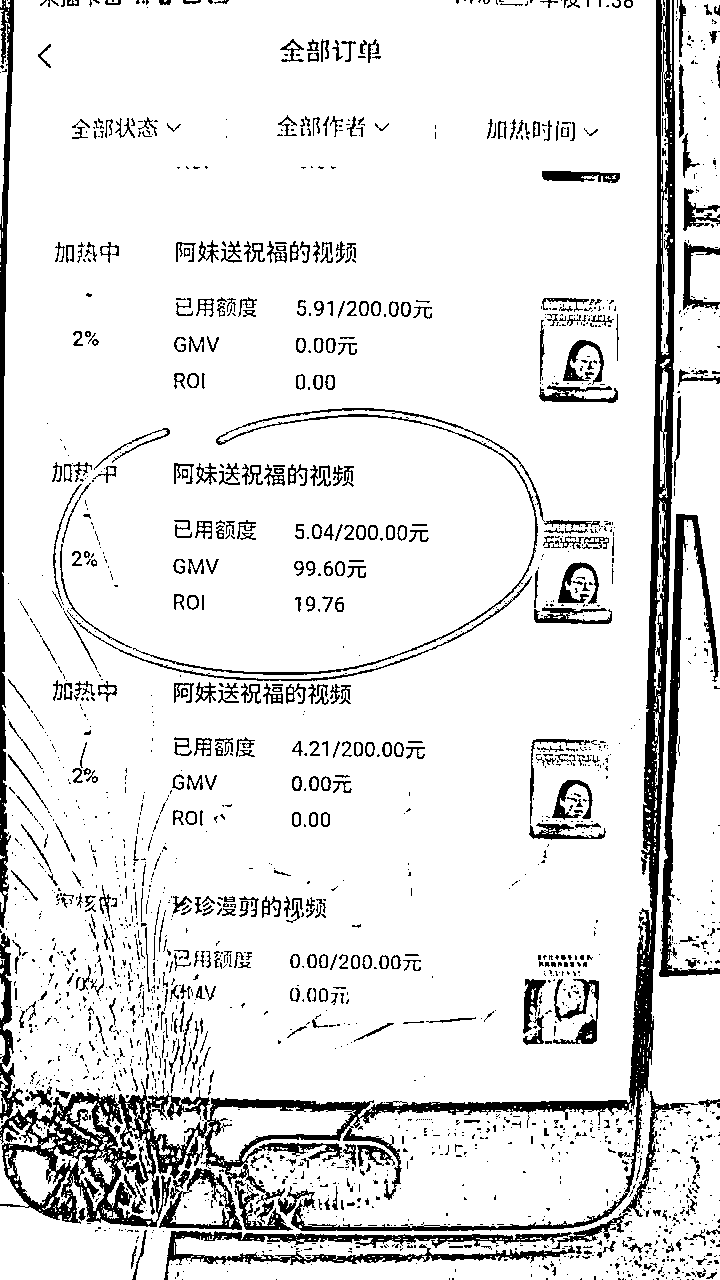 全部订单
全部状态 全部作者 加热时间
加热中 阿妹送祝福的视频
已用额度 5.91/200.00元
2% GMV 0.00元
ROI 0.00
加热中 阿妹送祝福的视频
已用额度 5.04/200.00元
2% GMV 99.60元
ROI 19.76
加热中 阿妹送祝福的视频
已用额度 4.21/200.00元
2% GMV 0.00元
ROI 0.00
审核中 珍珍漫剪的视频
已用额度 0.00/200.00元
0% GMV 0.00元